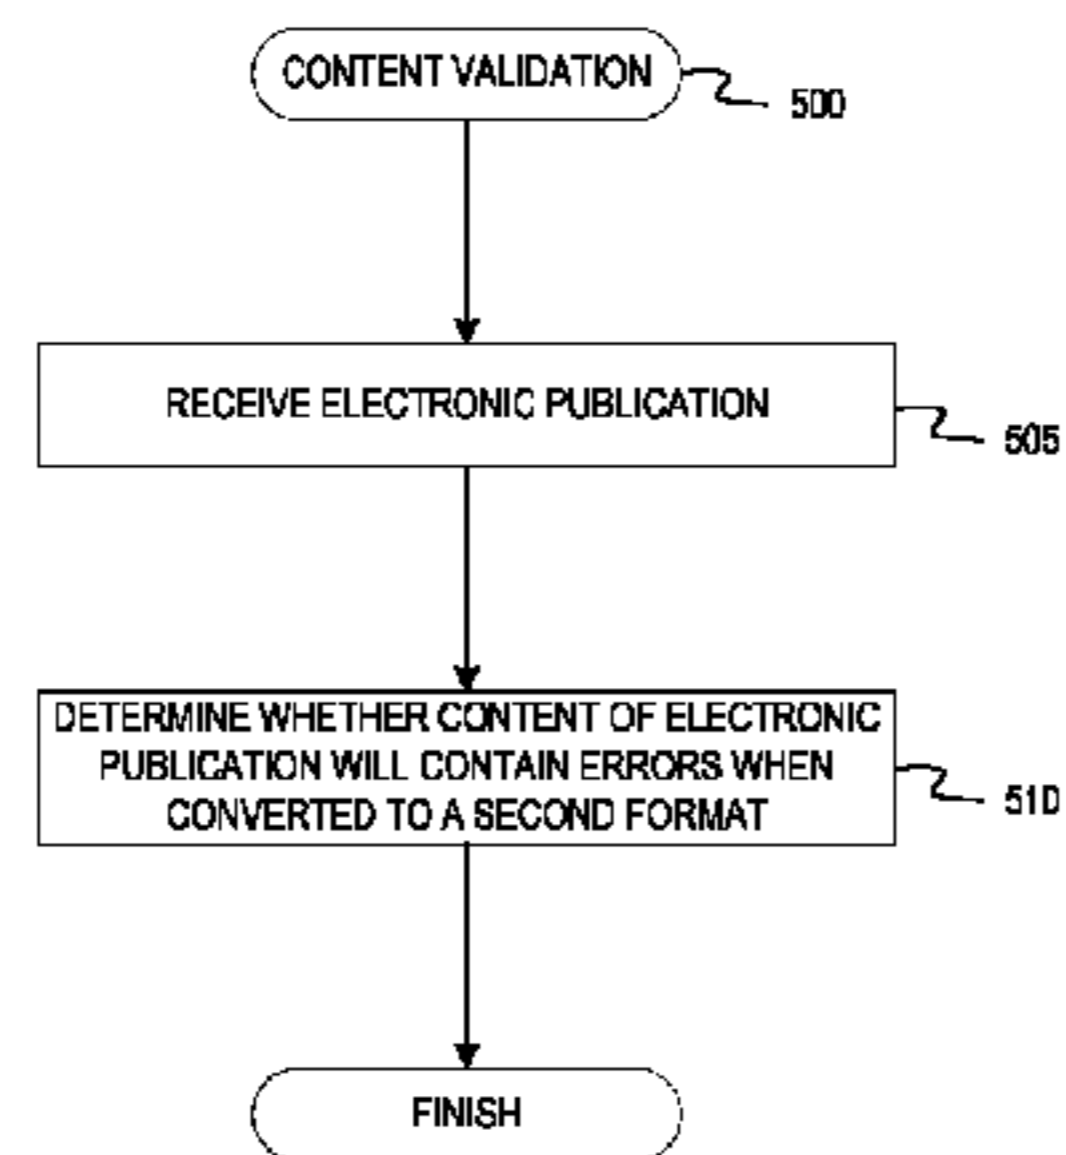 CONTENT VALIDATION
500
RECEIVE ELECTRONIC PUBLICATION
505
DETERMINE WHETHER CONTENT OF ELECTRONIC
PUBLICATION WILL CONTAIN ERRORS WHEN
CONVERTED TO A SECOND FORMAT
510
FINISH